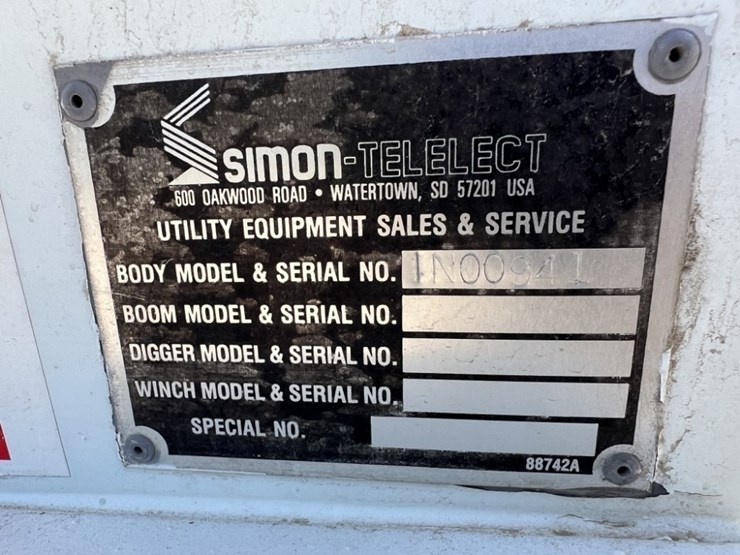 SIMON-TELELECT
600 OAKWOOD ROAD • WATERTOWN, SD 57201 USA
UTILITY EQUIPMENT SALES & SERVICE
BODY MODEL & SERIAL NO. 1N00941
BOOM MODEL & SERIAL NO.
DIGGER MODEL & SERIAL NO.
WINCH MODEL & SERIAL NO.
SPECIAL NO.
88742A